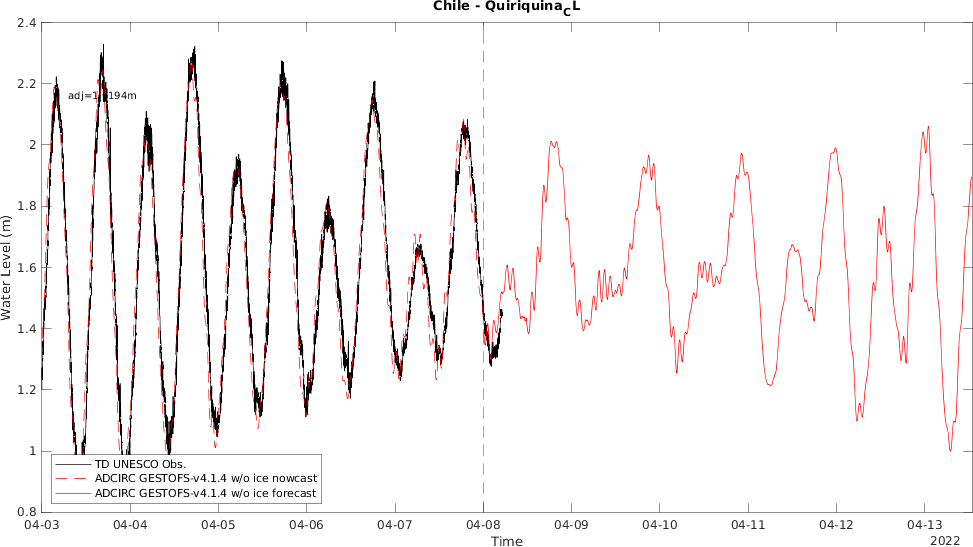 Chile - Quiriquina_CL
2.4
2.2
2
1.8
1.6
1.4
1.2
1
0.8
Water Level (m)
TD UNESCO Obs.
ADCIRC GESTOFS-v4.1.4 w/o ice nowcast
ADCIRC GESTOFS-v4.1.4 w/o ice forecast
04-03 04-04 04-05 04-06 04-07 04-08 04-09 04-10 04-11 04-12 04-13
Time
2022